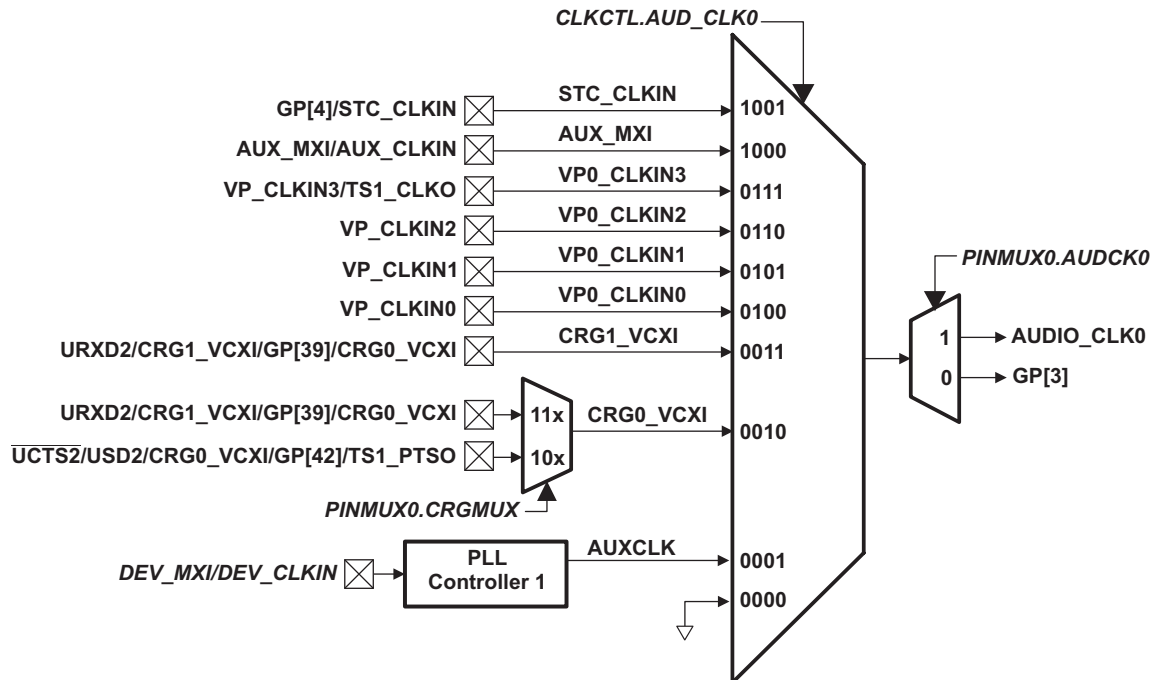 CLKCTL.AUD_CLK0
GP[4]/STC_CLKIN STC_CLKIN 1001
AUX_MXI/AUX_CLKIN AUX_MXI 1000
VP_CLKIN3/TS1_CLKO VP0_CLKIN3 0111
VP_CLKIN2 VP0_CLKIN2 0110
VP_CLKIN1 VP0_CLKIN1 0101
PINMUX0.AUDCK0
VP_CLKIN0 VP0_CLKIN0 0100
1 AUDIO_CLK0
URXD2/CRG1_VCXI/GP[39]/CRG0_VCXI CRG1_VCXI 0011
0 GP[3]
URXD2/CRG1_VCXI/GP[39]/CRG0_VCXI 11x
CRG0_VCXI 0010
UCTS2/USD2/CRG0_VCXI/GP[42]/TS1_PTSO 10x
PINMUX0.CRGMUX
DEV_MXI/DEV_CLKIN
PLL
Controller 1
AUXCLK 0001
0000